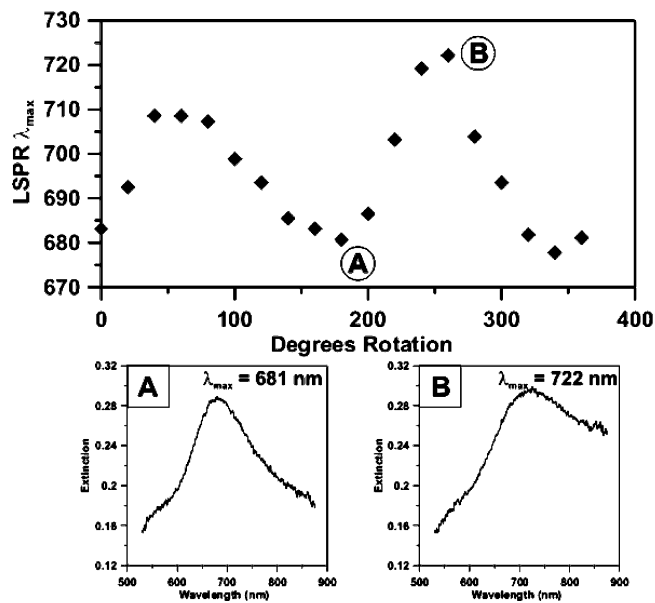 730
720
710
700
690
680
670
LSPR λmax
B
A
0 100 200 300 400
Degrees Rotation
A
λmax = 681 nm
0.32
0.28
0.24
0.2
0.16
0.12
Extinction
500 600 700 800 900
Wavelength (nm)
B
λmax = 722 nm
0.32
0.28
0.24
0.2
0.16
0.12
Extinction
500 600 700 800 900
Wavelength (nm)